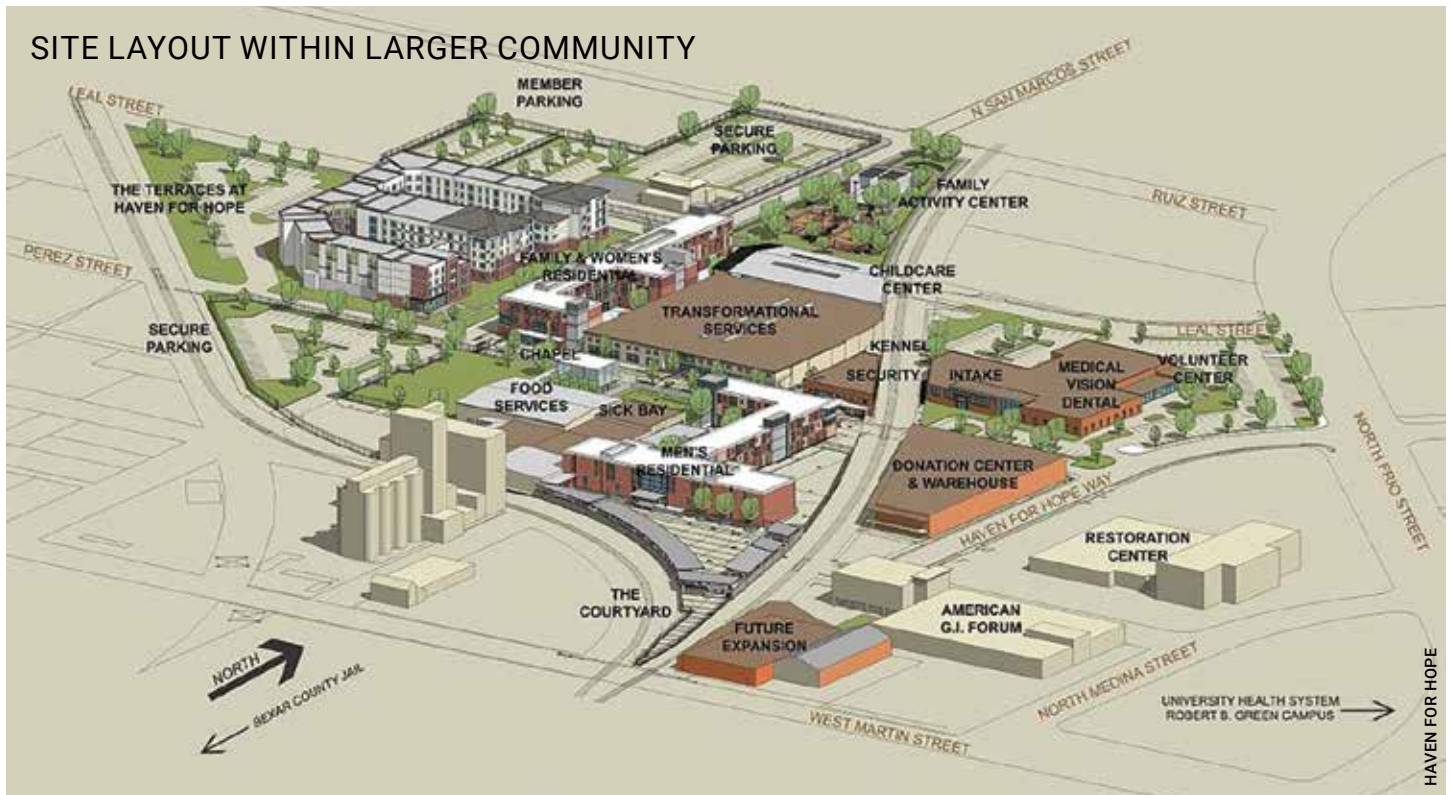 SITE LAYOUT WITHIN LARGER COMMUNITY
MEMBER
PARKING
N SAN MARCOS STREET
LEAL STREET
SECURE
PARKING
THE TERRACES AT
HAVEN FOR HOPE
FAMILY
ACTIVITY CENTER
RUIZ STREET
PEREZ STREET
FAMILY & WOMEN'S
RESIDENTIAL
CHILDCARE
CENTER
TRANSFORMATIONAL
SERVICES
SECURE
PARKING
LEAL STREET
CHAPEL
KENNEL
SECURITY
INTAKE
MEDICAL
VISION
DENTAL
VOLUNTEER
CENTER
FOOD
SERVICES
SICK BAY
MEN'S
RESIDENTIAL
DONATION CENTER
& WAREHOUSE
NORTH FRIO STREET
HAVEN FOR HOPE WAY
RESTORATION
CENTER
THE
COURTYARD
AMERICAN
G.I. FORUM
FUTURE
EXPANSION
NORTH
BEXAR COUNTY JAIL
NORTH MEDINA STREET
WEST MARTIN STREET
UNIVERSITY HEALTH SYSTEM
ROBERT B. GREEN CAMPUS
HAVEN FOR HOPE